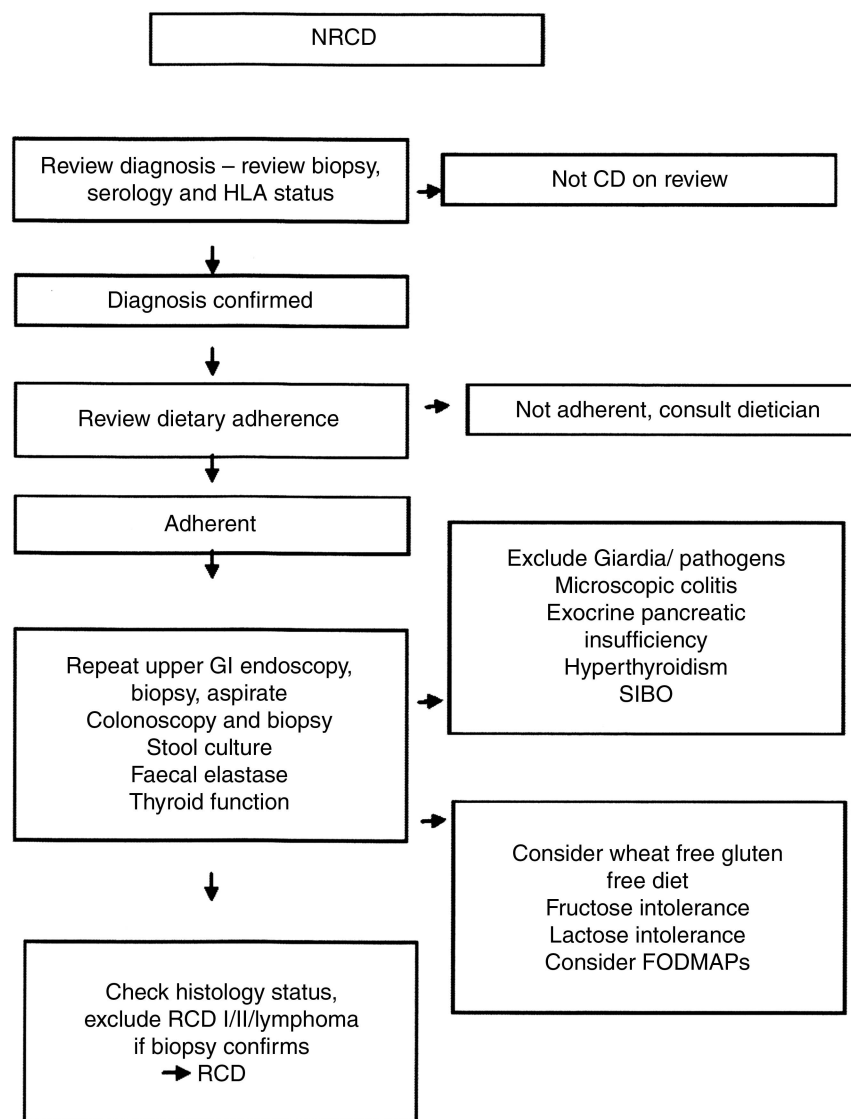 NRCD
Review diagnosis – review biopsy,
serology and HLA status
Not CD on review
Diagnosis confirmed
Review dietary adherence
Not adherent, consult dietician
Adherent
Exclude Giardia/ pathogens
Microscopic colitis
Exocrine pancreatic
insufficiency
Hyperthyroidism
SIBO
Repeat upper GI endoscopy,
biopsy, aspirate
Colonoscopy and biopsy
Stool culture
Faecal elastase
Thyroid function
Consider wheat free gluten
free diet
Fructose intolerance
Lactose intolerance
Consider FODMAPs
Check histology status,
exclude RCD I/II/lymphoma
if biopsy confirms
RCD